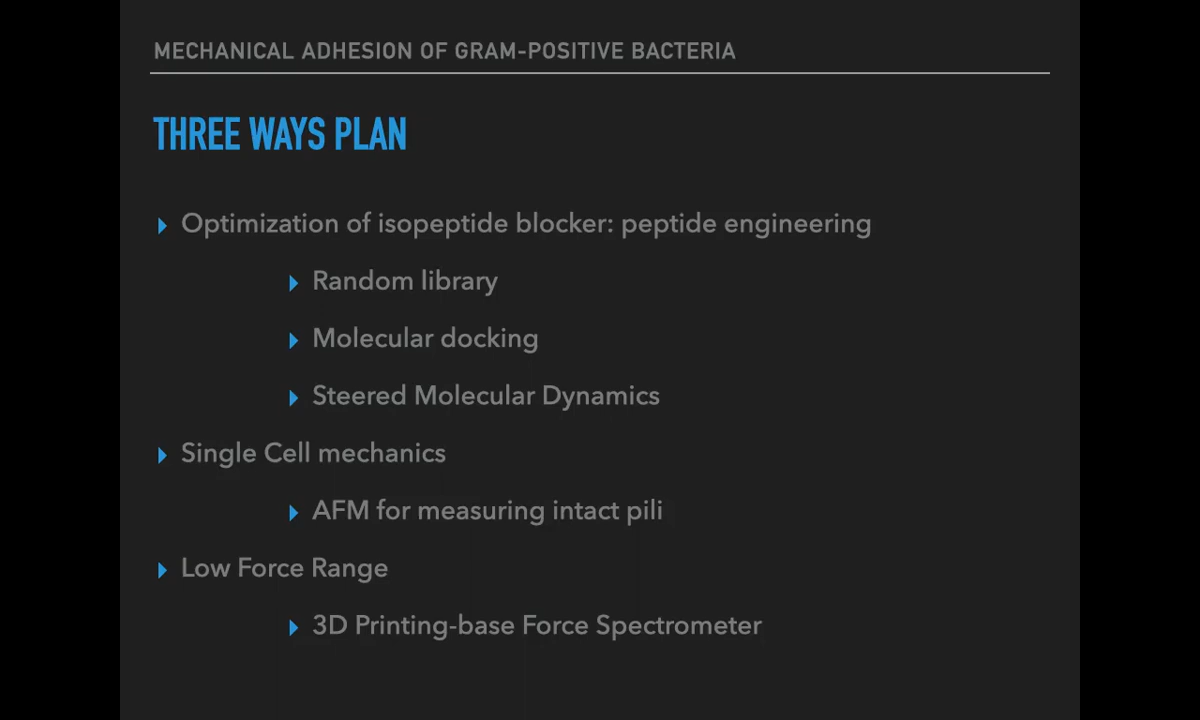 MECHANICAL ADHESION OF GRAM-POSITIVE BACTERIA
THREE WAYS PLAN
Optimization of isopeptide blocker: peptide engineering
Random library
Molecular docking
Steered Molecular Dynamics
Single Cell mechanics
AFM for measuring intact pili
Low Force Range
3D Printing-base Force Spectrometer